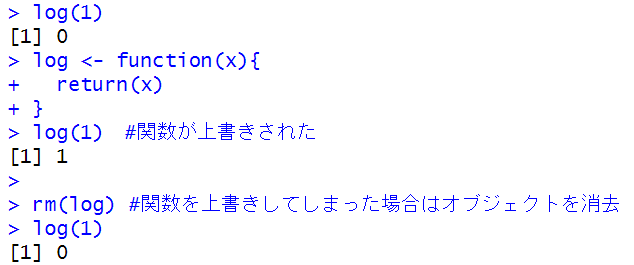 > log(1)
[1] 0
> log <- function(x){
+   return(x)
+ }
> log(1)  #関数が上書きされた
[1] 1
>
> rm(log) #関数を上書きしてしまった場合はオブジェクトを消去
> log(1)
[1] 0